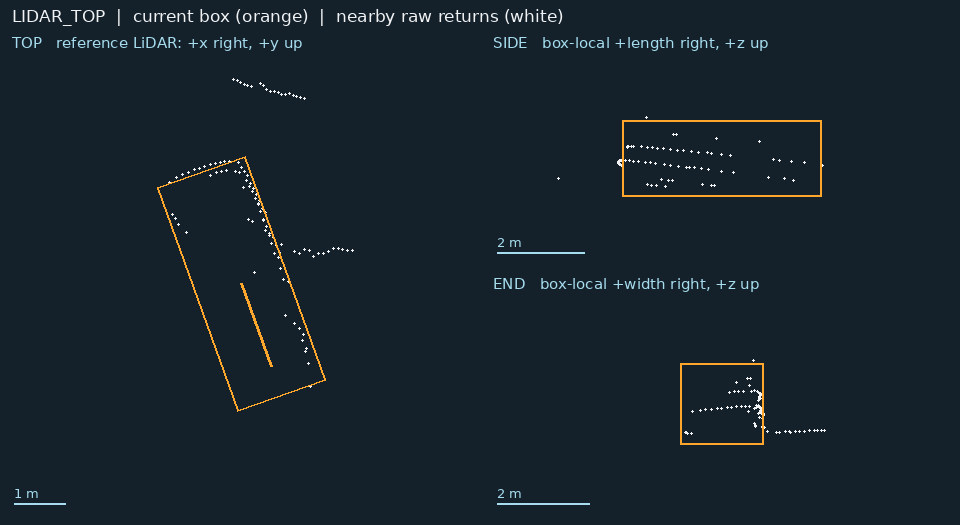 LIDAR_TOP | current box (orange) | nearby raw returns (white)
TOP reference LiDAR: +x right, +y up
SIDE box-local +length right, +z up
2 m
END box-local +width right, +z up
1 m
2 m